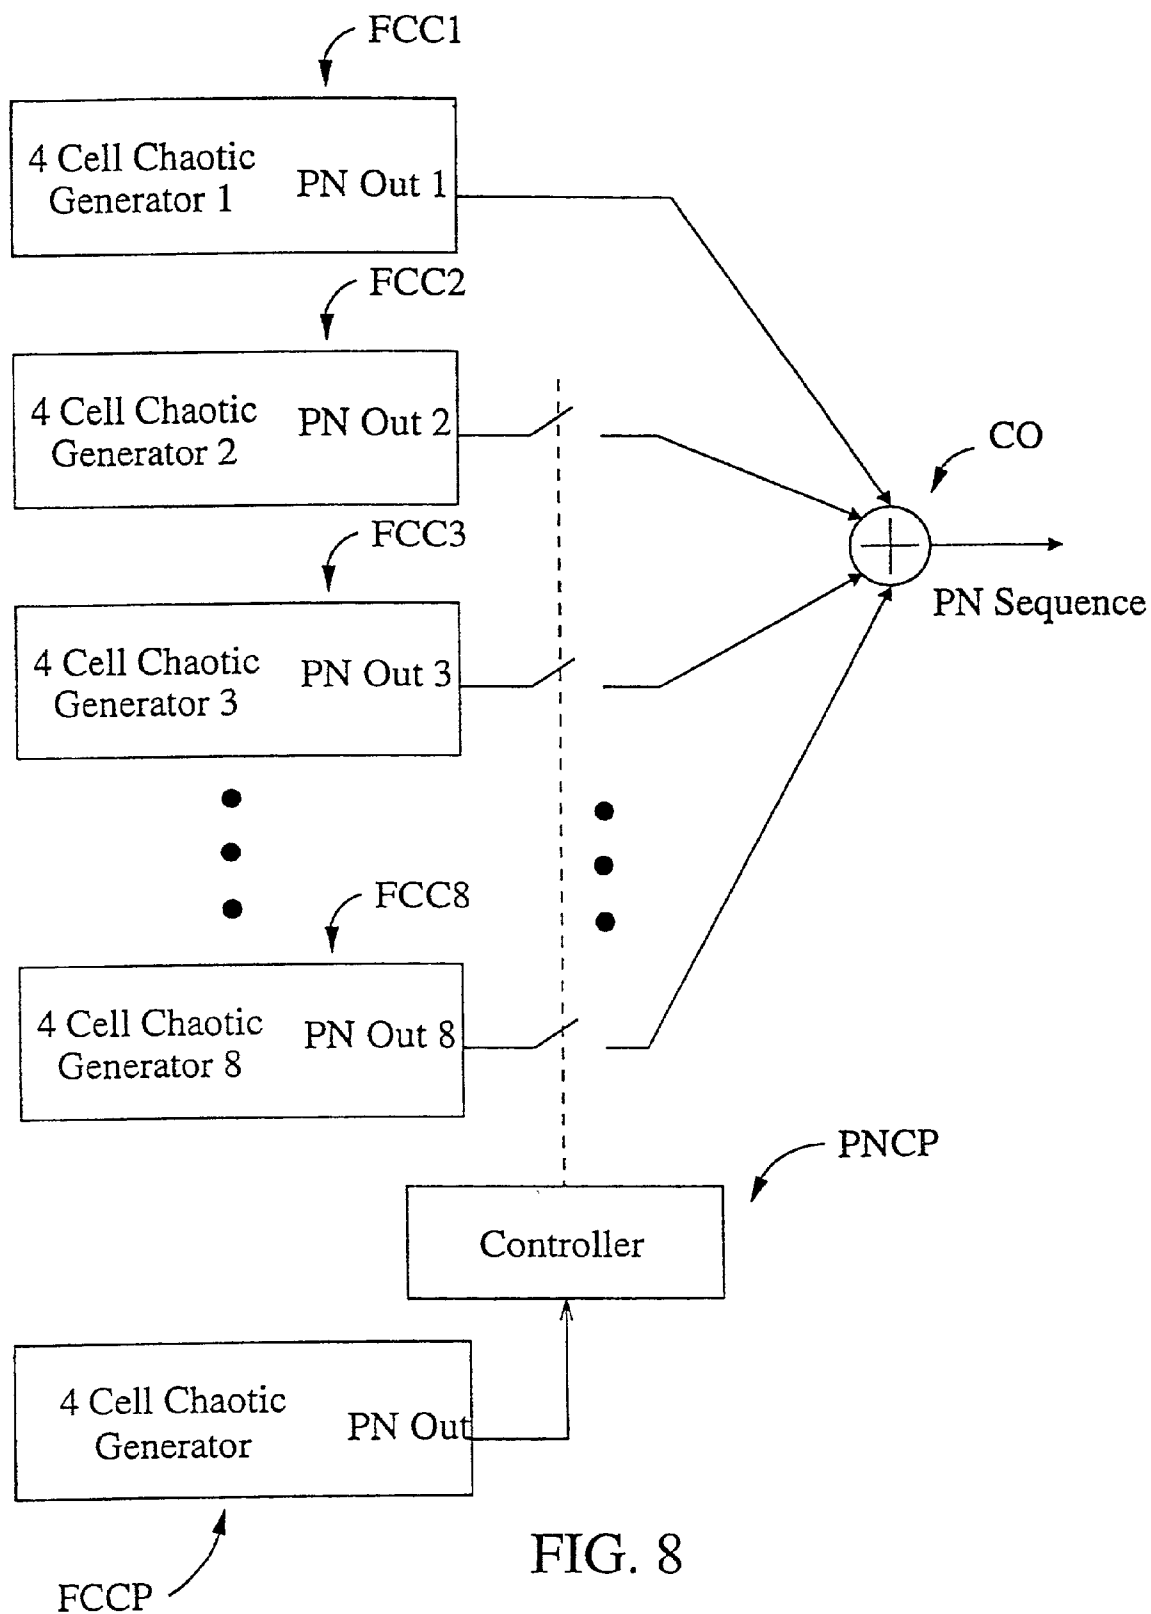 FCC1
4 Cell Chaotic
Generator 1
PN Out 1
FCC2
4 Cell Chaotic
Generator 2
PN Out 2
CO
FCC3
PN Sequence
4 Cell Chaotic
Generator 3
PN Out 3
FCC8
4 Cell Chaotic
Generator 8
PN Out 8
PNCP
Controller
4 Cell Chaotic
Generator
PN Out
FIG. 8
FCCP